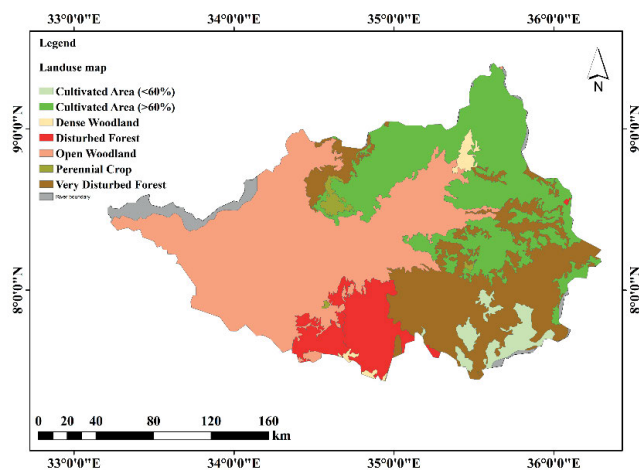 33°0'0"E 34°0'0"E 35°0'0"E 36°0'0"E
Legend
Landuse map
Cultivated Area (<60%)
Cultivated Area (>60%)
Dense Woodland
Disturbed Forest
Open Woodland
Perennial Crop
Very Disturbed Forest
River boundary
N
9°0'0"N 9°0'0"N
8°0'0"N 8°0'0"N
0 20 40 80 120 160
km
33°0'0"E 34°0'0"E 35°0'0"E 36°0'0"E